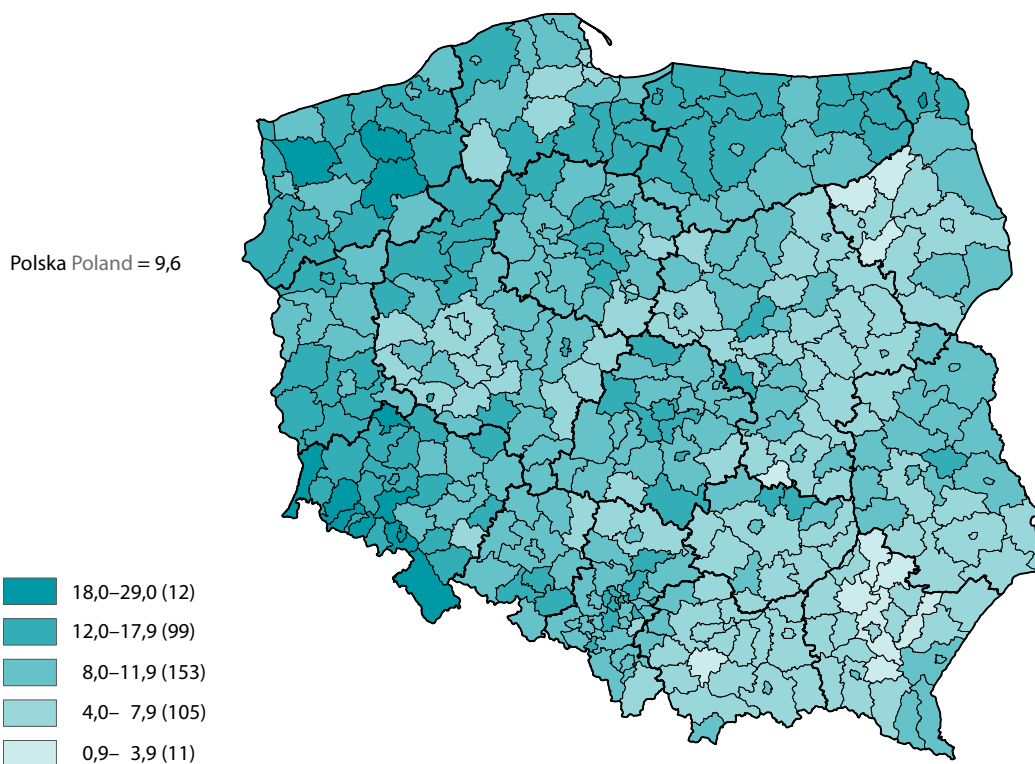 Polska Poland = 9,6
18,0–29,0 (12)
12,0–17,9 (99)
8,0–11,9 (153)
4,0– 7,9 (105)
0,9– 3,9 (11)